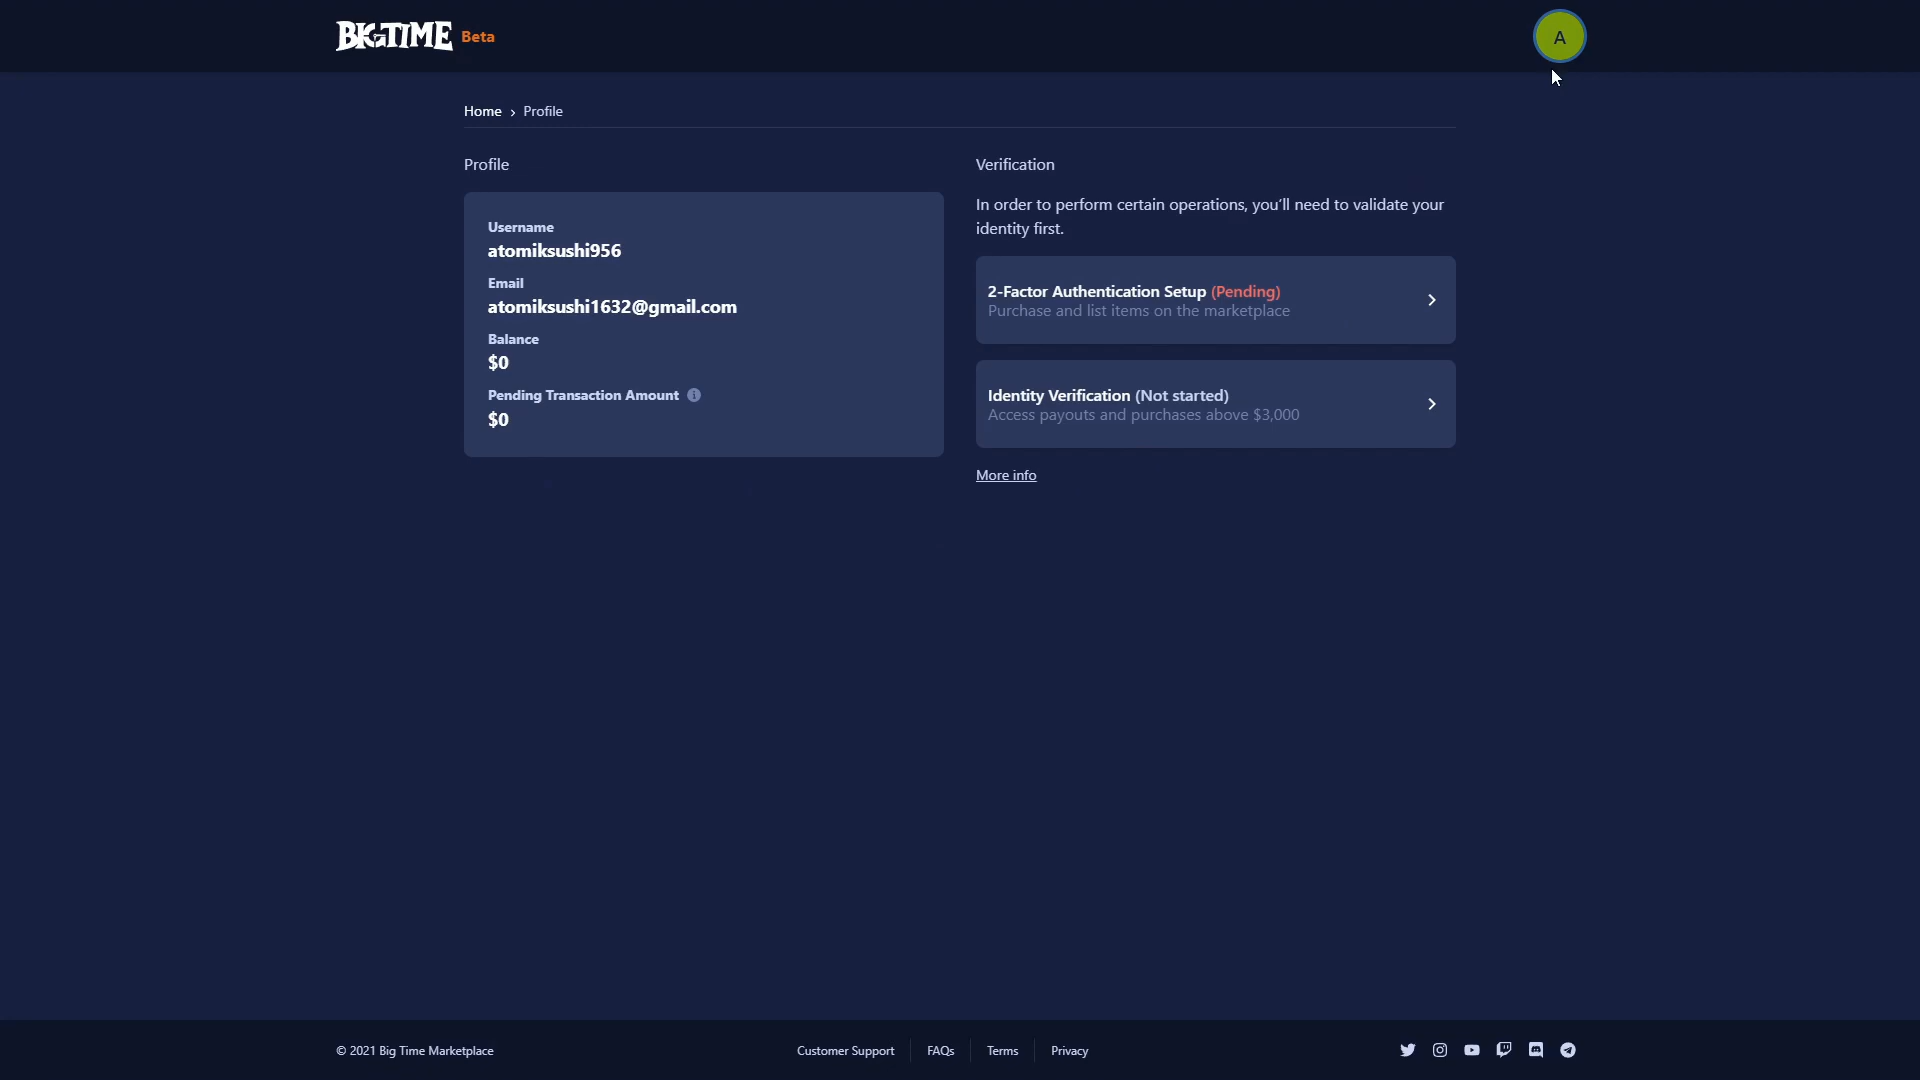 BIGTIME Beta
A
Home › Profile
Profile
Username
atomiksushi956
Email
atomiksushi1632@gmail.com
Balance
$0
Pending Transaction Amount
$0
Verification
In order to perform certain operations, you'll need to validate your
identity first.
2-Factor Authentication Setup (Pending)
Purchase and list items on the marketplace
Identity Verification (Not started)
Access payouts and purchases above $3,000
More info
© 2021 Big Time Marketplace
Customer Support
FAQs
Terms
Privacy